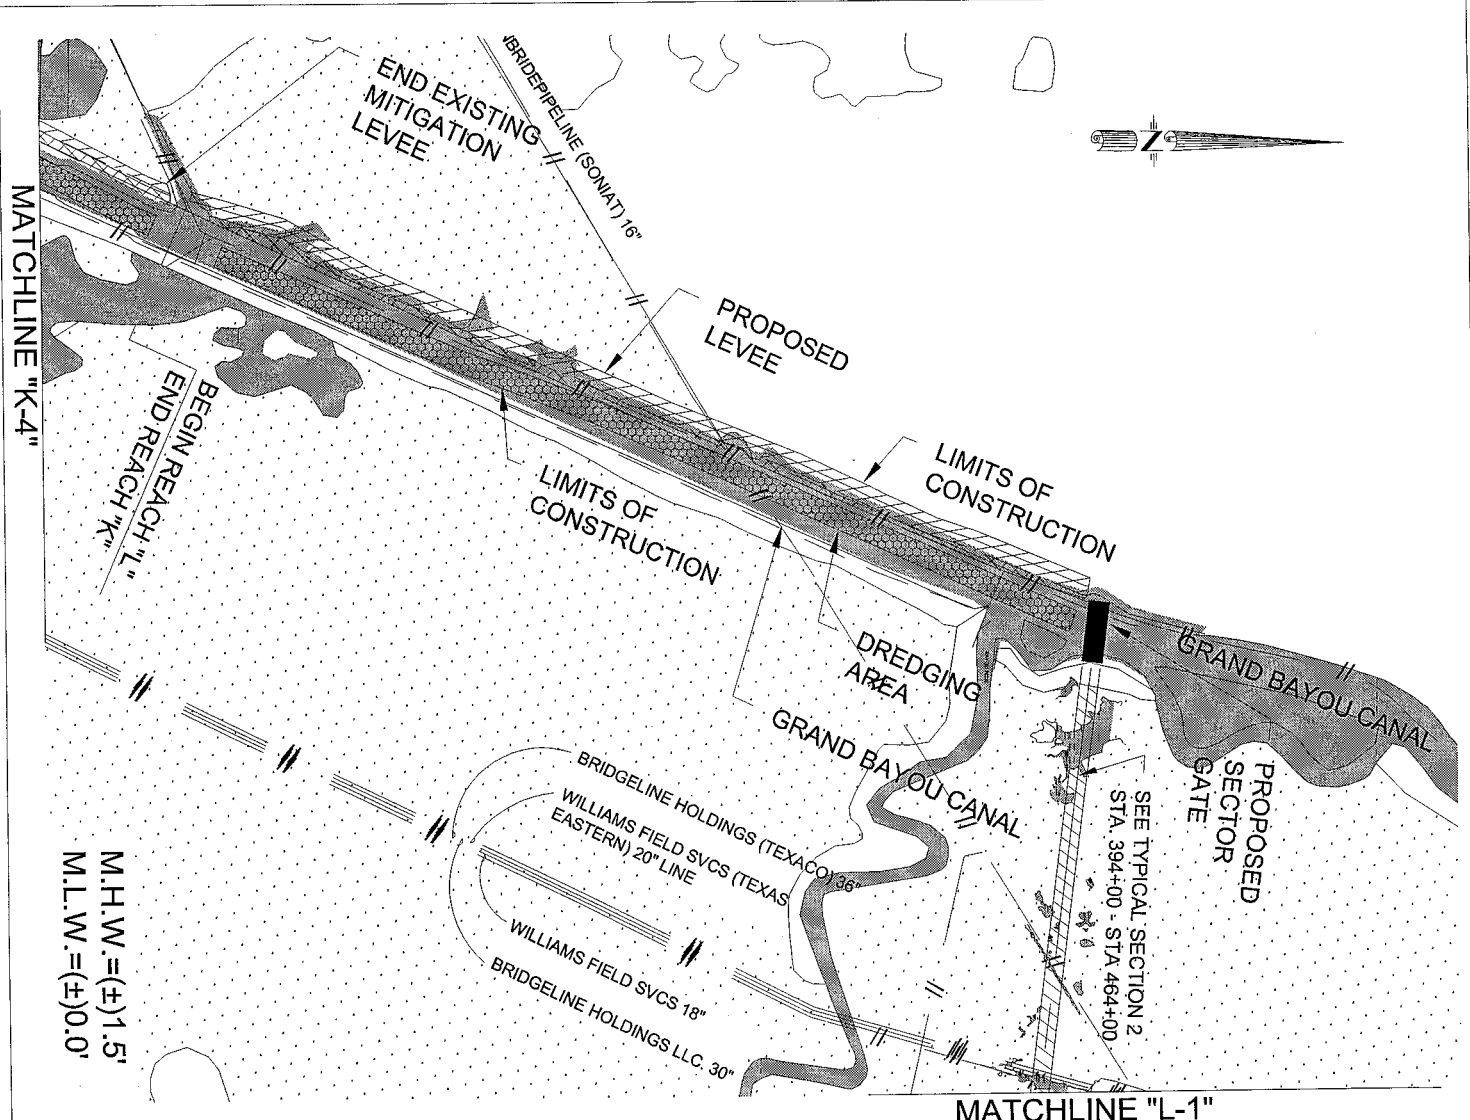 END EXISTING
MITIGATION
LEVEE
BRIDEPIPELINE (SONIAT) 16"
MATCHLINE "K-4"
PROPOSED
LEVEE
LIMITS OF
CONSTRUCTION
LIMITS OF
CONSTRUCTION
BEGIN REACH "L"
END REACH "K"
DREDGING
AREA
GRAND BAYOU CANAL
GRAND BAYOU CANAL
PROPOSED
SECTOR
GATE
SEE TYPICAL SECTION 2
STA. 394+00 - STA 464+00
BRIDGELINE HOLDINGS (TEXACO) 36"
WILLIAMS FIELD SVCS (TEXAS
EASTERN) 20" LINE
WILLIAMS FIELD SVCS 18"
BRIDGELINE HOLDINGS LLC. 30"
M.H.W.=(±)1.5'
M.L.W.=(±)0.0'
MATCHLINE "L-1"
Z